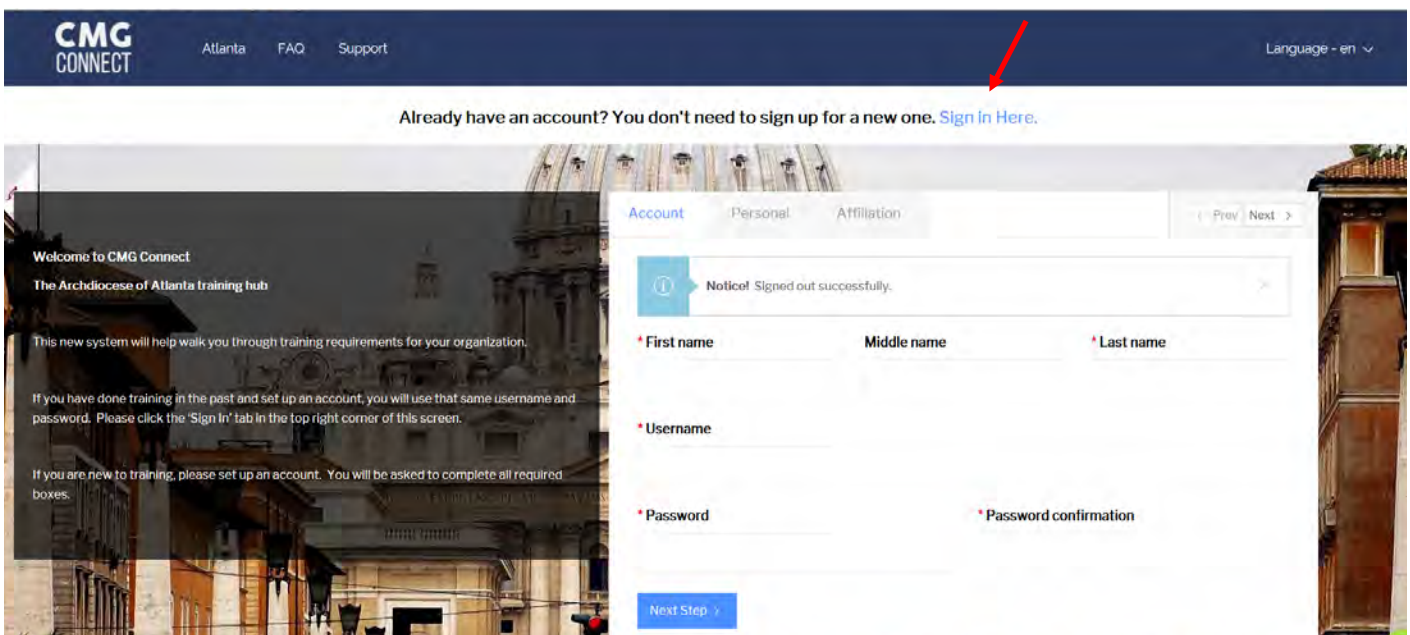 CMG
CONNECT
Atlanta FAQ Support
Language - en
Already have an account? You don't need to sign up for a new one. Sign in Here.
Welcome to CMG Connect
The Archdiocese of Atlanta training hub
This new system will help walk you through training requirements for your organization.
If you have done training in the past and set up an account, you will use that same username and
password. Please click the 'Sign In' tab in the top right corner of this screen.
If you are new to training, please set up an account. You will be asked to complete all required
boxes.
Account Personal Affiliation
‹ Prev Next ›
Notice! Signed out successfully.
* First name Middle name * Last name
* Username
* Password * Password confirmation
Next Step ›